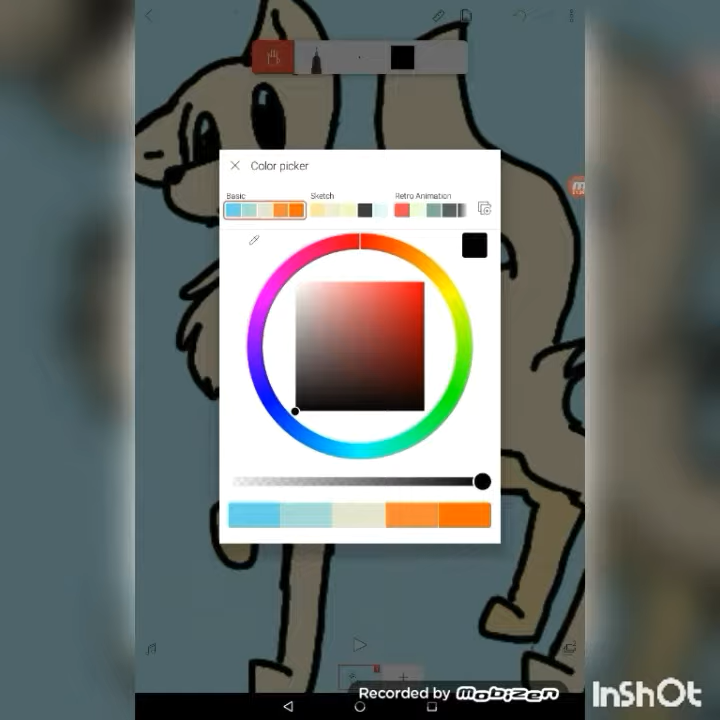 Color picker
Basic
Sketch
Retro Animation
Recorded by MOBIZEN
INSHOT